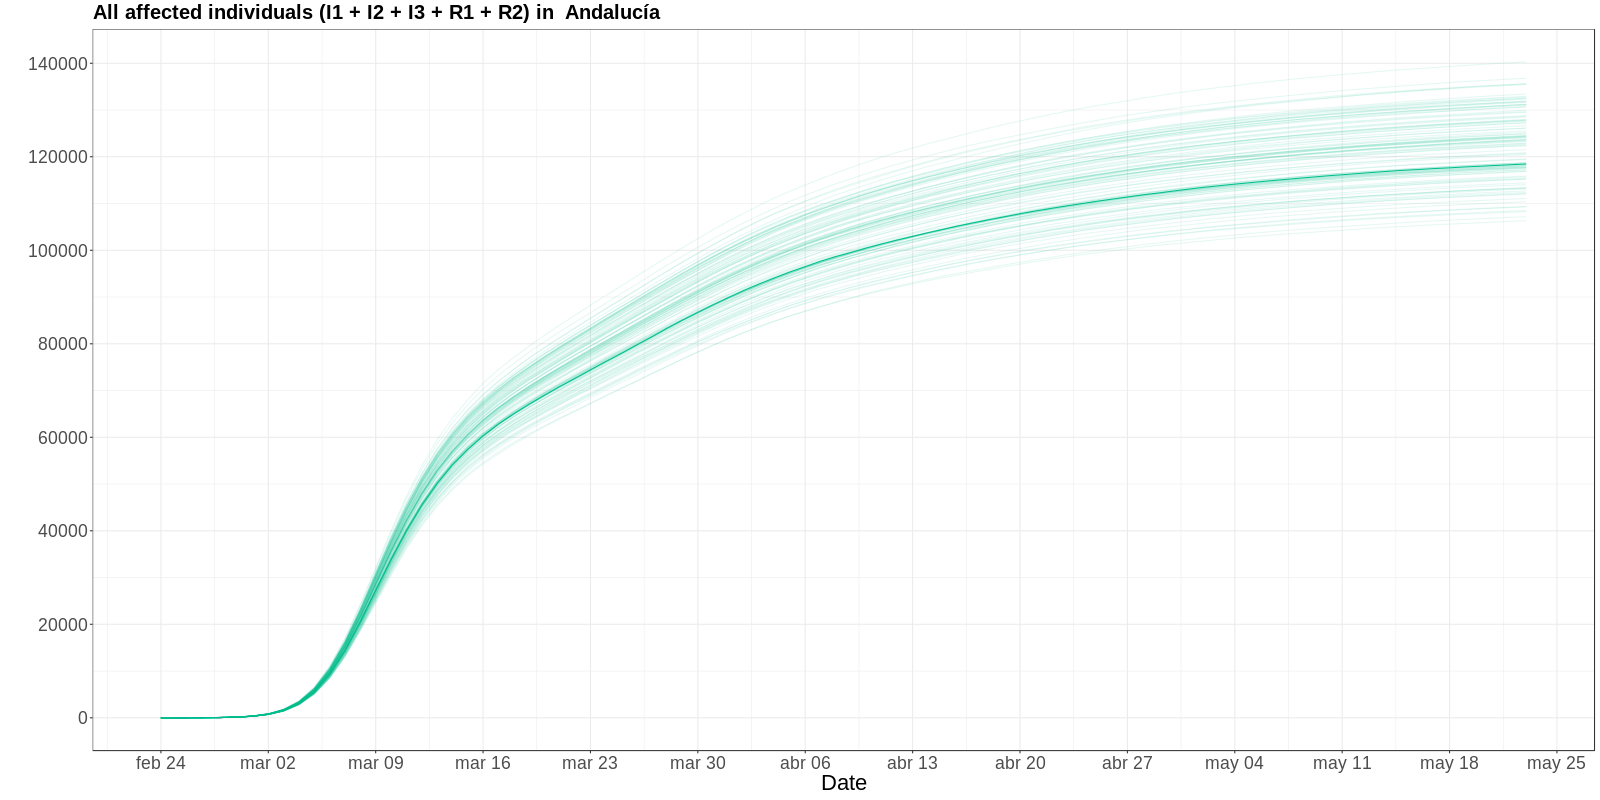 All affected individuals (I1 + I2 + I3 + R1 + R2) in  Andalucía
140000
120000
100000
80000
60000
40000
20000
0
feb 24 mar 02 mar 09 mar 16 mar 23 mar 30 abr 06 abr 13 abr 20 abr 27 may 04 may 11 may 18 may 25
Date